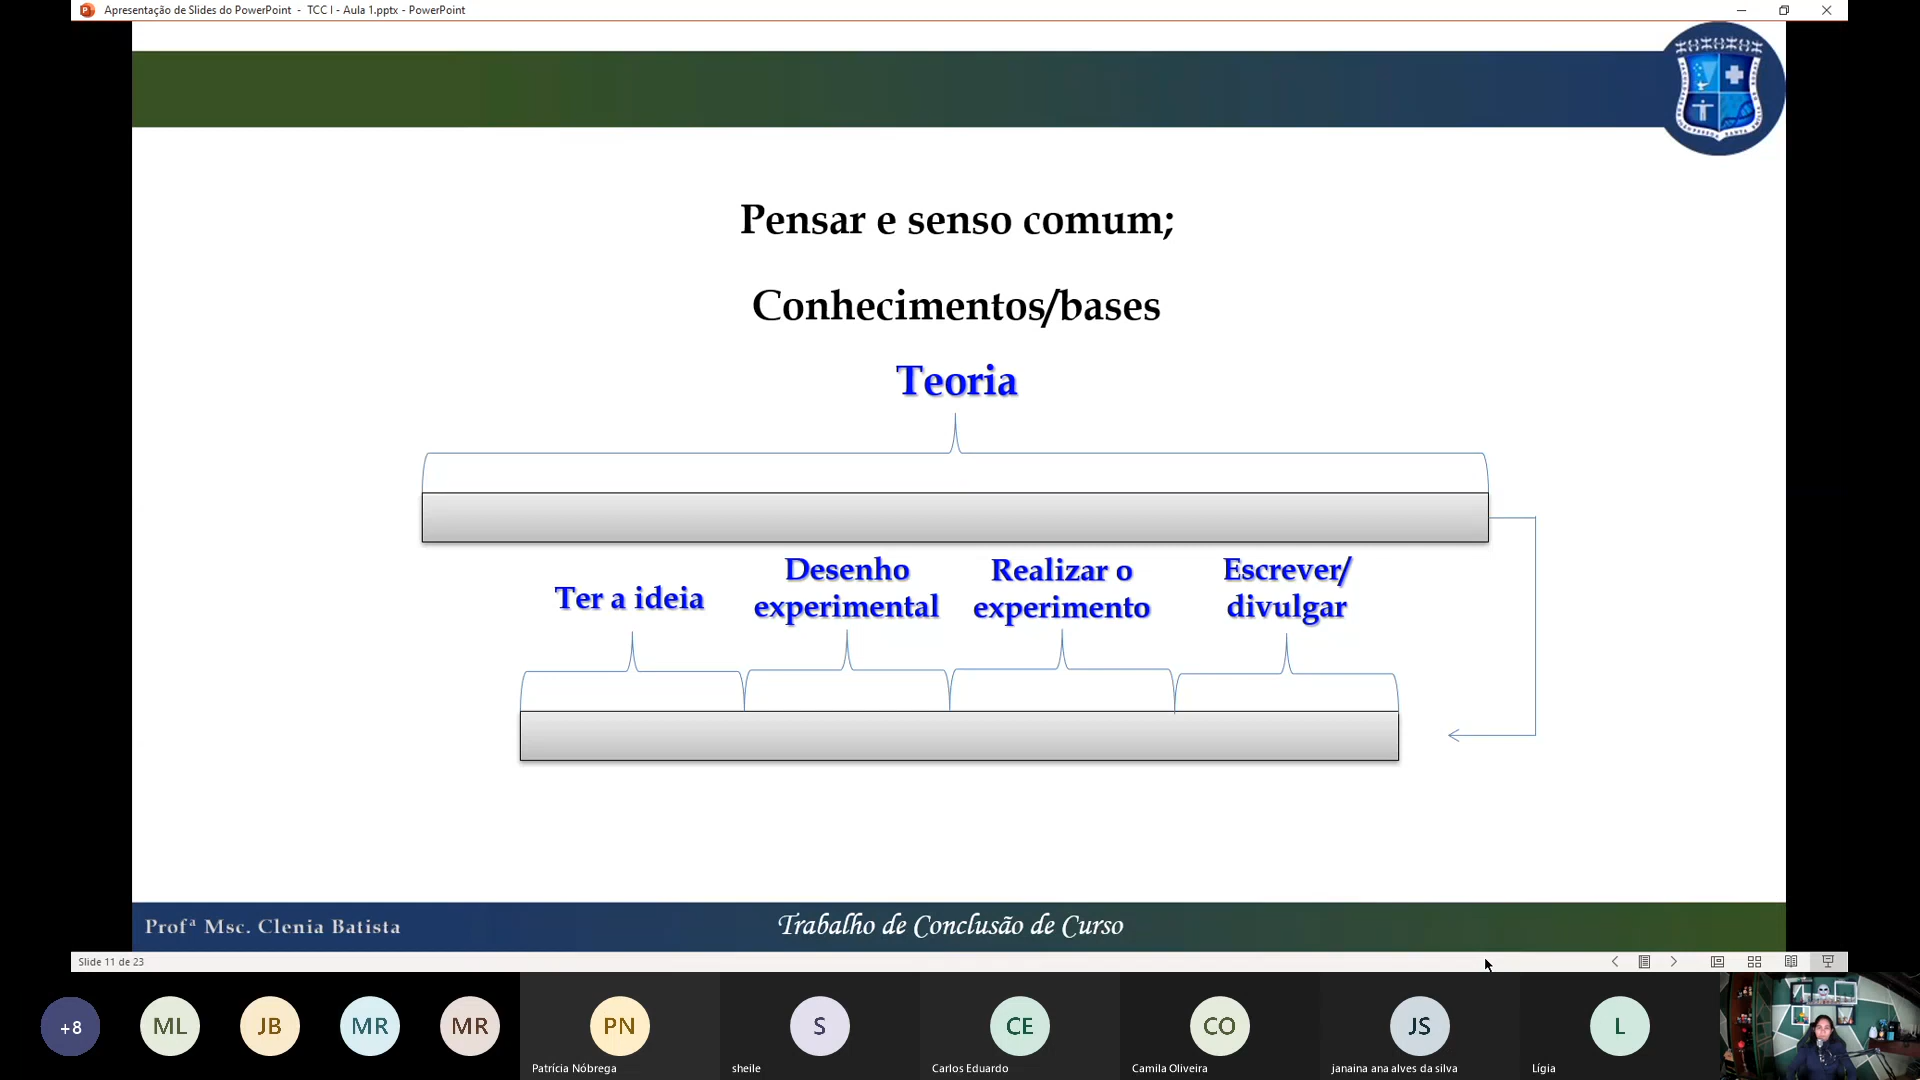 Apresentação de Slides do PowerPoint - TCC I - Aula 1.pptx - PowerPoint
Pensar e senso comum;
Conhecimentos/bases
Teoria
Ter a ideia
Desenho
experimental
Realizar o
experimento
Escrever/
divulgar
Profª Msc. Clenia Batista
Trabalho de Conclusão de Curso
Slide 11 de 23
+8
ML
JB
MR
MR
PN
S
CE
CO
JS
L
Patrícia Nóbrega
sheile
Carlos Eduardo
Camila Oliveira
janaina ana alves da silva
Lígia